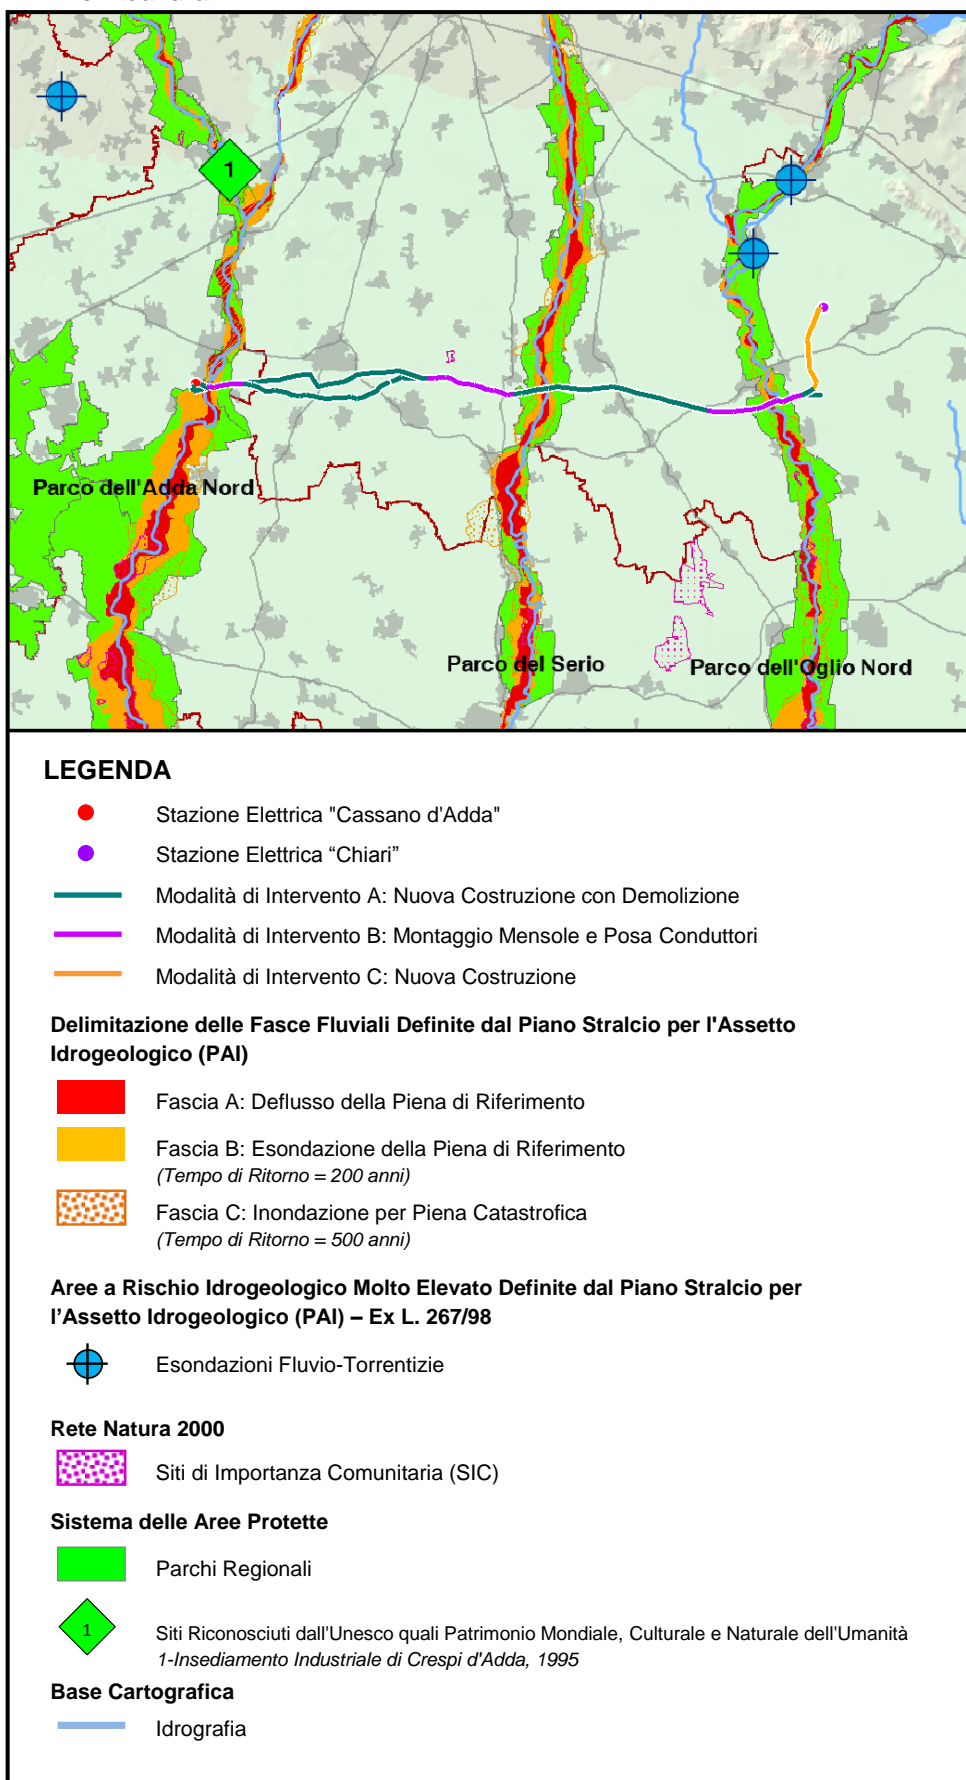 1
Parco dell'Adda Nord
Parco del Serio
Parco dell'Oglio Nord
LEGENDA
Stazione Elettrica "Cassano d'Adda"
Stazione Elettrica “Chiari”
Modalità di Intervento A: Nuova Costruzione con Demolizione
Modalità di Intervento B: Montaggio Mensole e Posa Conduttori
Modalità di Intervento C: Nuova Costruzione
Delimitazione delle Fasce Fluviali Definite dal Piano Stralcio per l'Assetto
Idrogeologico (PAI)
Fascia A: Deflusso della Piena di Riferimento
Fascia B: Esondazione della Piena di Riferimento
(Tempo di Ritorno = 200 anni)
Fascia C: Inondazione per Piena Catastrofica
(Tempo di Ritorno = 500 anni)
Aree a Rischio Idrogeologico Molto Elevato Definite dal Piano Stralcio per
l’Assetto Idrogeologico (PAI) – Ex L. 267/98
Esondazioni Fluvio-Torrentizie
Rete Natura 2000
Siti di Importanza Comunitaria (SIC)
Sistema delle Aree Protette
Parchi Regionali
1
Siti Riconosciuti dall'Unesco quali Patrimonio Mondiale, Culturale e Naturale dell'Umanità
1-Insediamento Industriale di Crespi d'Adda, 1995
Base Cartografica
Idrografia